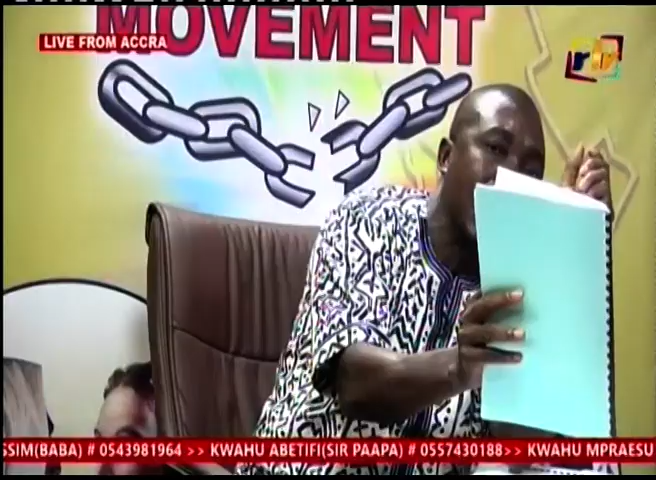 MOVEMENT
LIVE FROM ACCRA
SSIM(BABA) # 0543981964 >> KWAHU ABETIFI (SIR PAAPA) # 0557430188 >> KWAHU MPRAESU